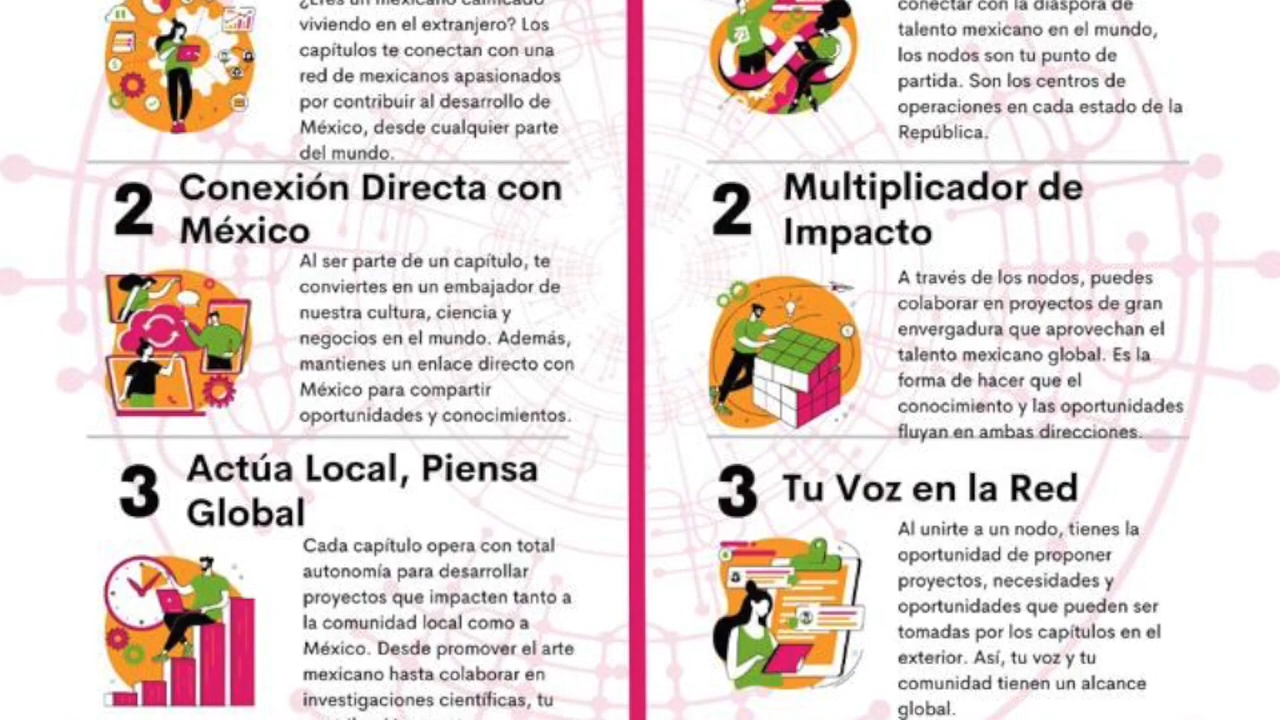 ¿Eres un mexicano calificado
viviendo en el extranjero? Los
capítulos te conectan con una
red de mexicanos apasionados
por contribuir al desarrollo de
México, desde cualquier parte
del mundo.
2
Conexión Directa con
México
Al ser parte de un capítulo, te
conviertes en un embajador de
nuestra cultura, ciencia y
negocios en el mundo. Además,
mantienes un enlace directo con
México para compartir
oportunidades y conocimientos.
3
Actúa Local, Piensa
Global
Cada capítulo opera con total
autonomía para desarrollar
proyectos que impacten tanto a
la comunidad local como a
México. Desde promover el arte
mexicano hasta colaborar en
investigaciones científicas, tu
conectar con la diáspora de
talento mexicano en el mundo,
los nodos son tu punto de
partida. Son los centros de
operaciones en cada estado de la
República.
2
Multiplicador de
Impacto
A través de los nodos, puedes
colaborar en proyectos de gran
envergadura que aprovechan el
talento mexicano global. Es la
forma de hacer que el
conocimiento y las oportunidades
fluyan en ambas direcciones.
3
Tu Voz en la Red
Al unirte a un nodo, tienes la
oportunidad de proponer
proyectos, necesidades y
oportunidades que pueden ser
tomadas por los capítulos en el
exterior. Así, tu voz y tu
comunidad tienen un alcance
global.